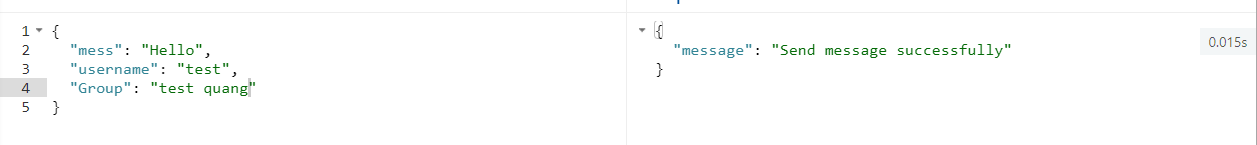 1 {
2 "mess": "Hello",
3 "username": "test",
4 "Group": "test quang"
5 }
{
"message": "Send message successfully"
}
0.015s